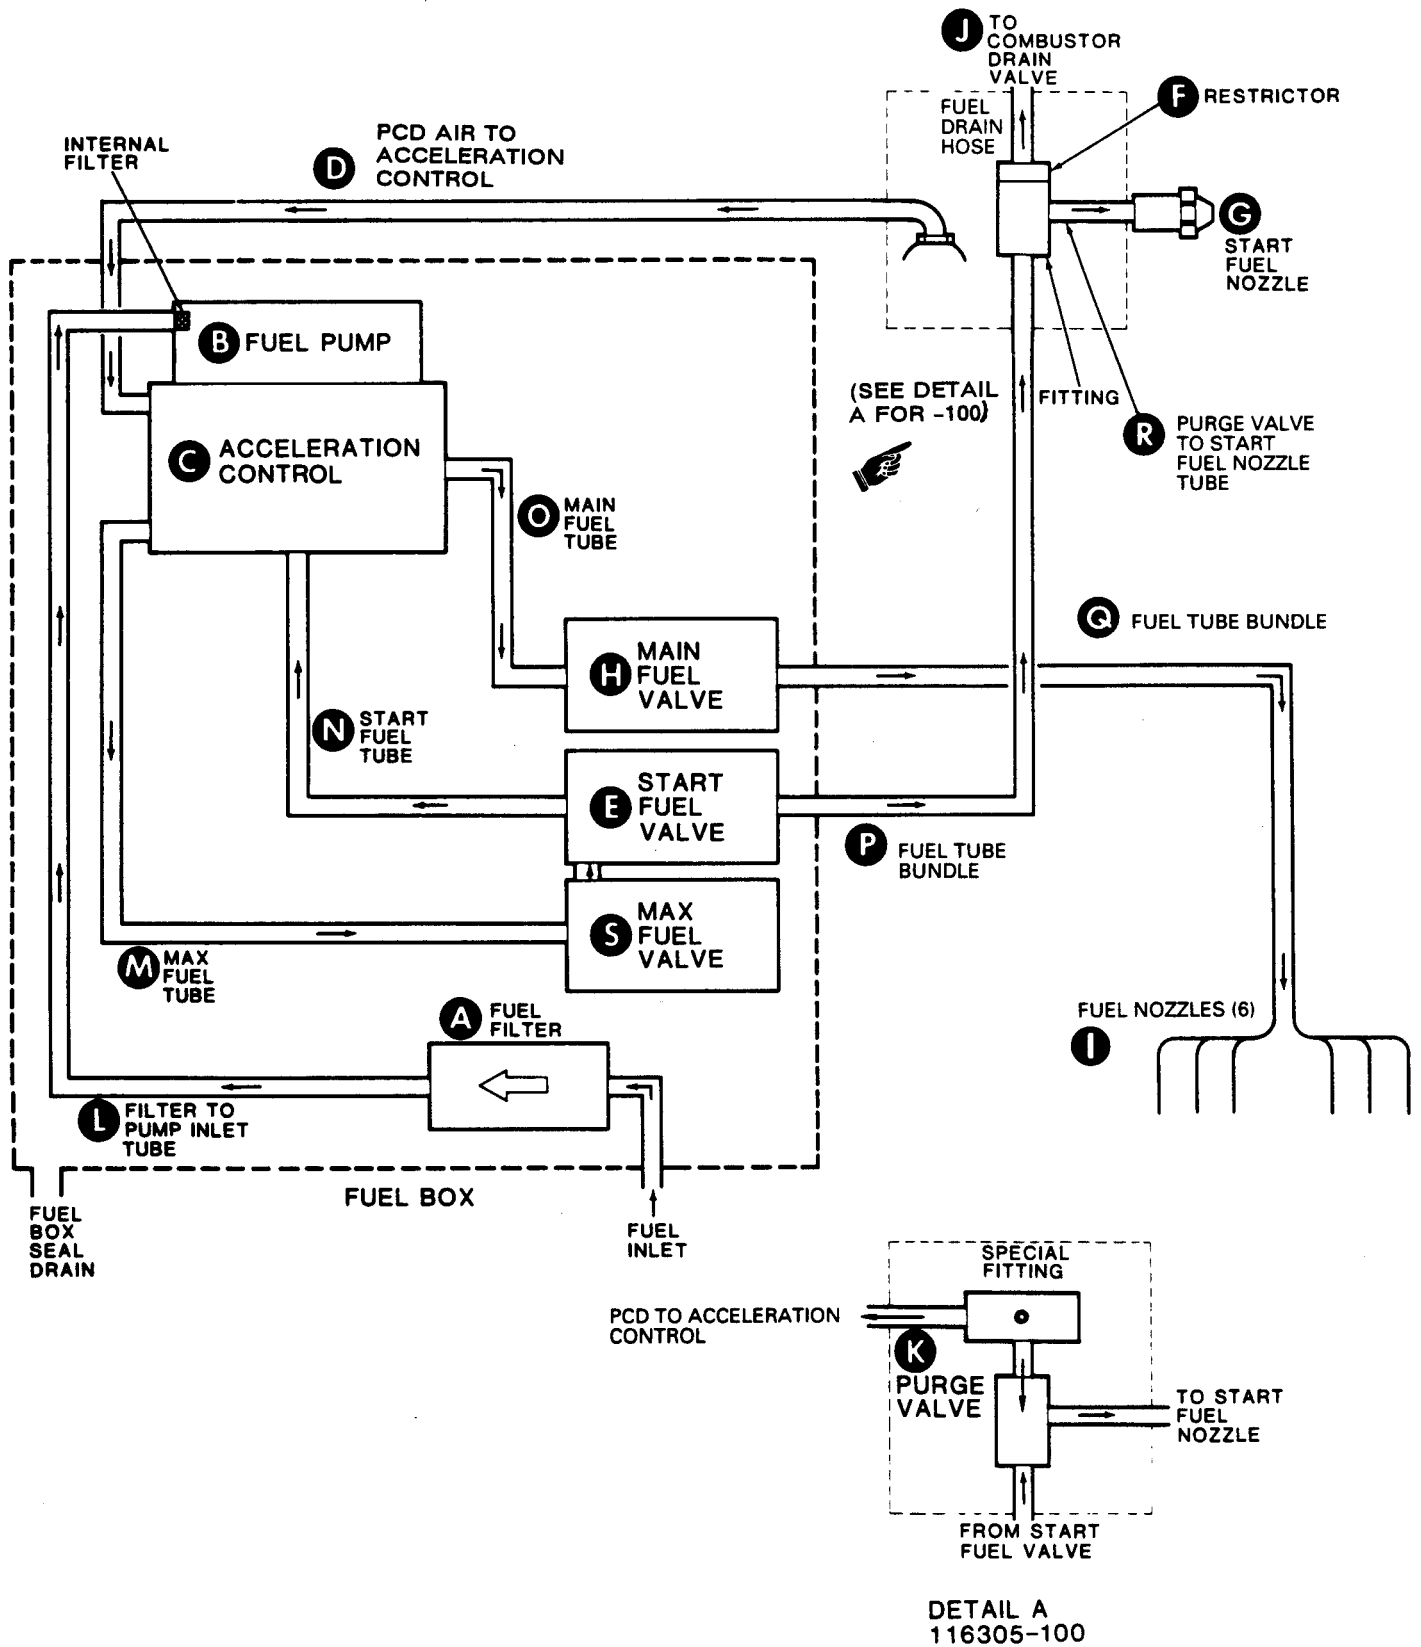 J TO
COMBUSTOR
DRAIN
VALVE
F RESTRICTOR
FUEL
DRAIN
HOSE
INTERNAL
FILTER
D PCD AIR TO
ACCELERATION
CONTROL
G
START
FUEL
NOZZLE
B FUEL PUMP
(SEE DETAIL
A FOR -100)
FITTING
R PURGE VALVE
TO START
FUEL NOZZLE
TUBE
C ACCELERATION
CONTROL
O MAIN
FUEL
TUBE
Q FUEL TUBE BUNDLE
H MAIN
FUEL
VALVE
N START
FUEL
TUBE
E START
FUEL
VALVE
P FUEL TUBE
BUNDLE
S MAX
FUEL
VALVE
M MAX
FUEL
TUBE
A FUEL
FILTER
FUEL NOZZLES (6)
I
L FILTER TO
PUMP INLET
TUBE
FUEL BOX
FUEL
BOX
SEAL
DRAIN
FUEL
INLET
SPECIAL
FITTING
PCD TO ACCELERATION
CONTROL
K
PURGE
VALVE
TO START
FUEL
NOZZLE
FROM START
FUEL VALVE
DETAIL A
116305-100